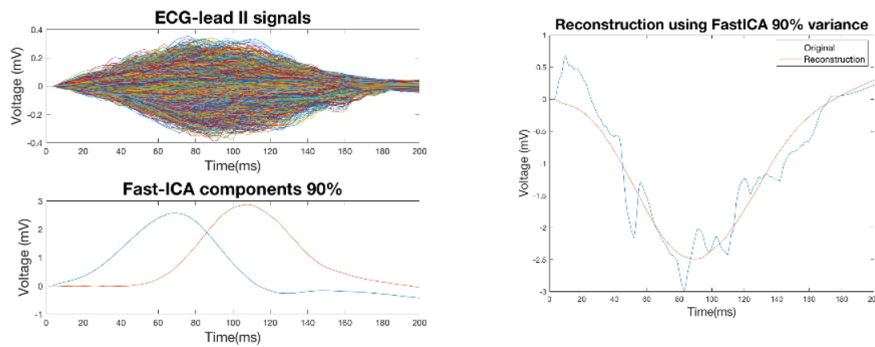 ECG-lead II signals
Voltage (mV)
0.4
0.2
0
-0.2
-0.4
0 20 40 60 80 100 120 140 160 180 200
Time(ms)
Fast-ICA components 90%
Voltage (mV)
3
2
1
0
-1
0 20 40 60 80 100 120 140 160 180 200
Time(ms)
Reconstruction using FastICA 90% variance
Original
Reconstruction
Voltage (mV)
1
0.5
0
-0.5
-1
-1.5
-2
-2.5
-3
0 20 40 60 80 100 120 140 160 180 200
Time(ms)